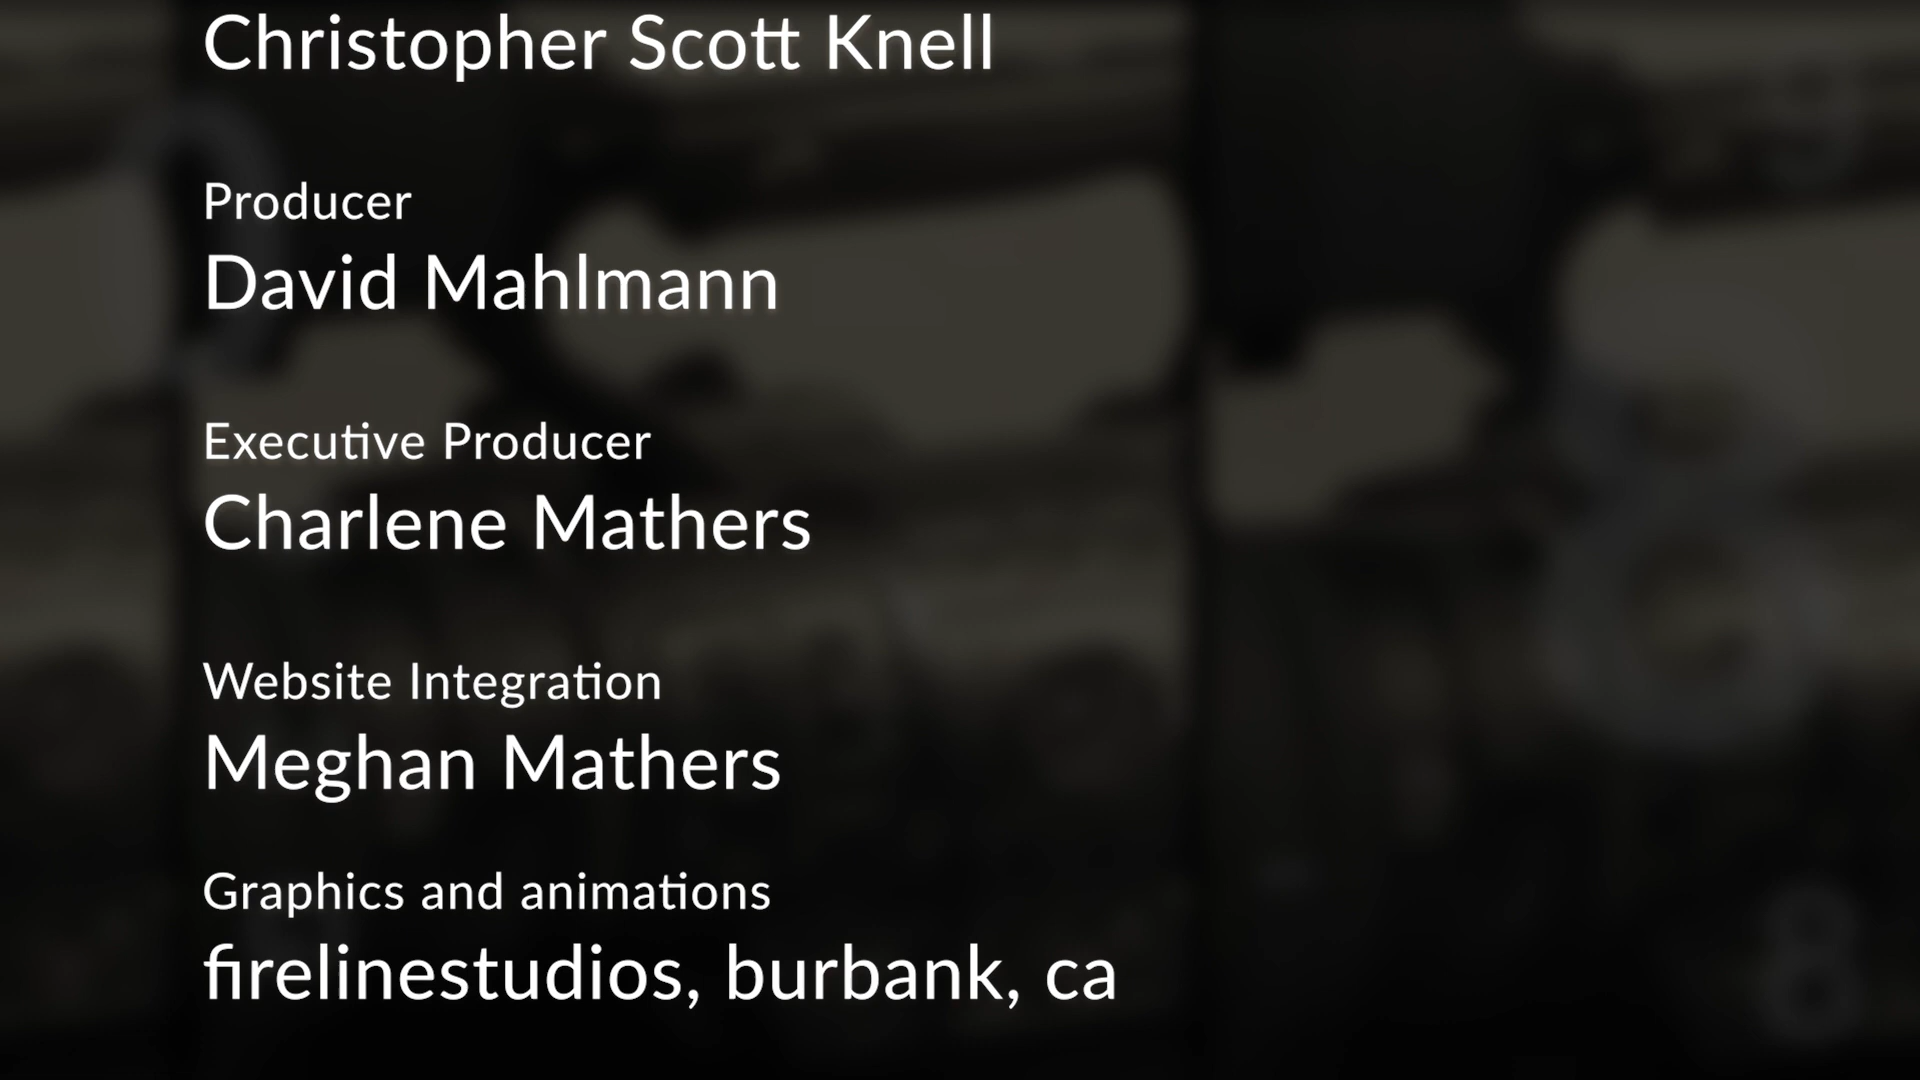 Christopher Scott Knell
Producer
David Mahlmann
Executive Producer
Charlene Mathers
Website Integration
Meghan Mathers
Graphics and animations
firelinestudios, burbank, ca